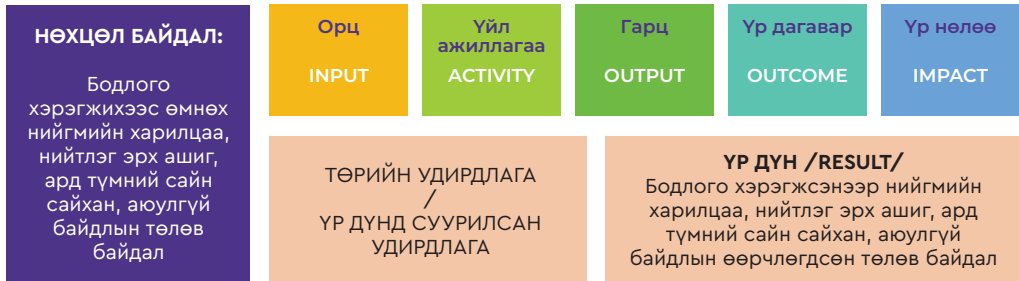 НӨХЦӨЛ БАЙДАЛ:
Бодлого
хэрэгжихээс өмнөх
нийгмийн харилцаа,
нийтлэг эрх ашиг,
ард түмний сайн
сайхан, аюулгүй
байдлын төлөв
байдал
Орц
INPUT
Үйл
ажиллагаа
ACTIVITY
Гарц
OUTPUT
Үр дагавар
OUTCOME
Үр нөлөө
IMPACT
ТӨРИЙН УДИРДЛАГА
/
ҮР ДҮНД СУУРИЛСАН
УДИРДЛАГА
ҮР ДҮН /RESULT/
Бодлого хэрэгжсэнээр нийгмийн
харилцаа, нийтлэг эрх ашиг, ард
түмний сайн сайхан, аюулгүй
байдлын өөрчлөгдсөн төлөв байдал